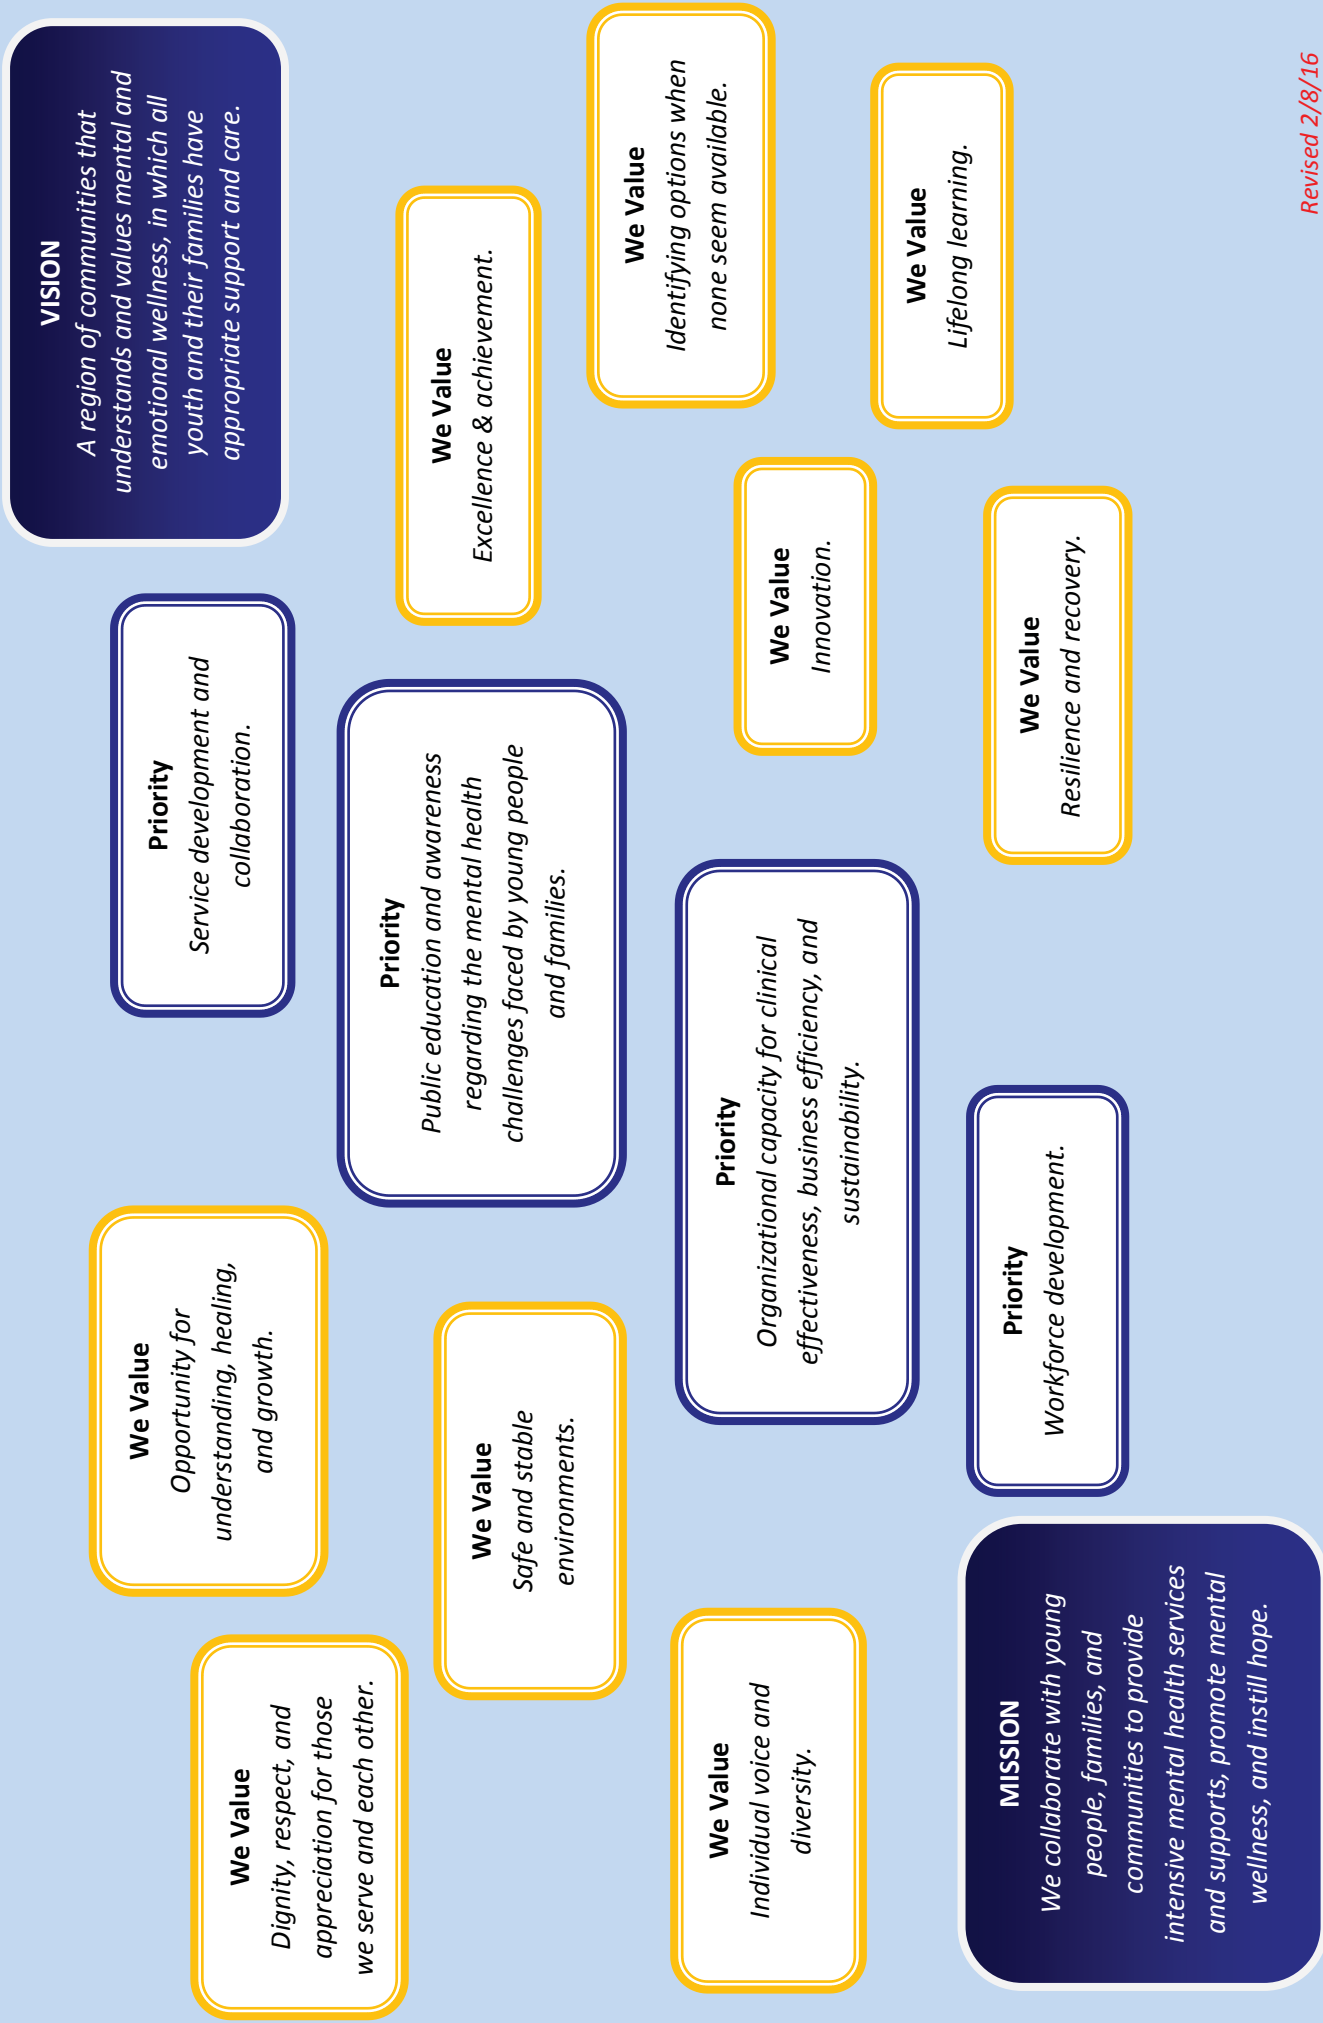 We Value
Dignity, respect, and
appreciation for those
we serve and each other.
We Value
Opportunity for
understanding, healing,
and growth.
Priority
Service development and
collaboration.
VISION
A region of communities that
understands and values mental and
emotional wellness, in which all
youth and their families have
appropriate support and care.
We Value
Safe and stable
environments.
Priority
Public education and awareness
regarding the mental health
challenges faced by young people
and families.
We Value
Excellence & achievement.
We Value
Identifying options when
none seem available.
We Value
Individual voice and
diversity.
Priority
Organizational capacity for clinical
effectiveness, business efficiency, and
sustainability.
We Value
Innovation.
We Value
Lifelong learning.
MISSION
We collaborate with young
people, families, and
communities to provide
intensive mental health services
and supports, promote mental
wellness, and instill hope.
Priority
Workforce development.
We Value
Resilience and recovery.
Revised 2/8/16